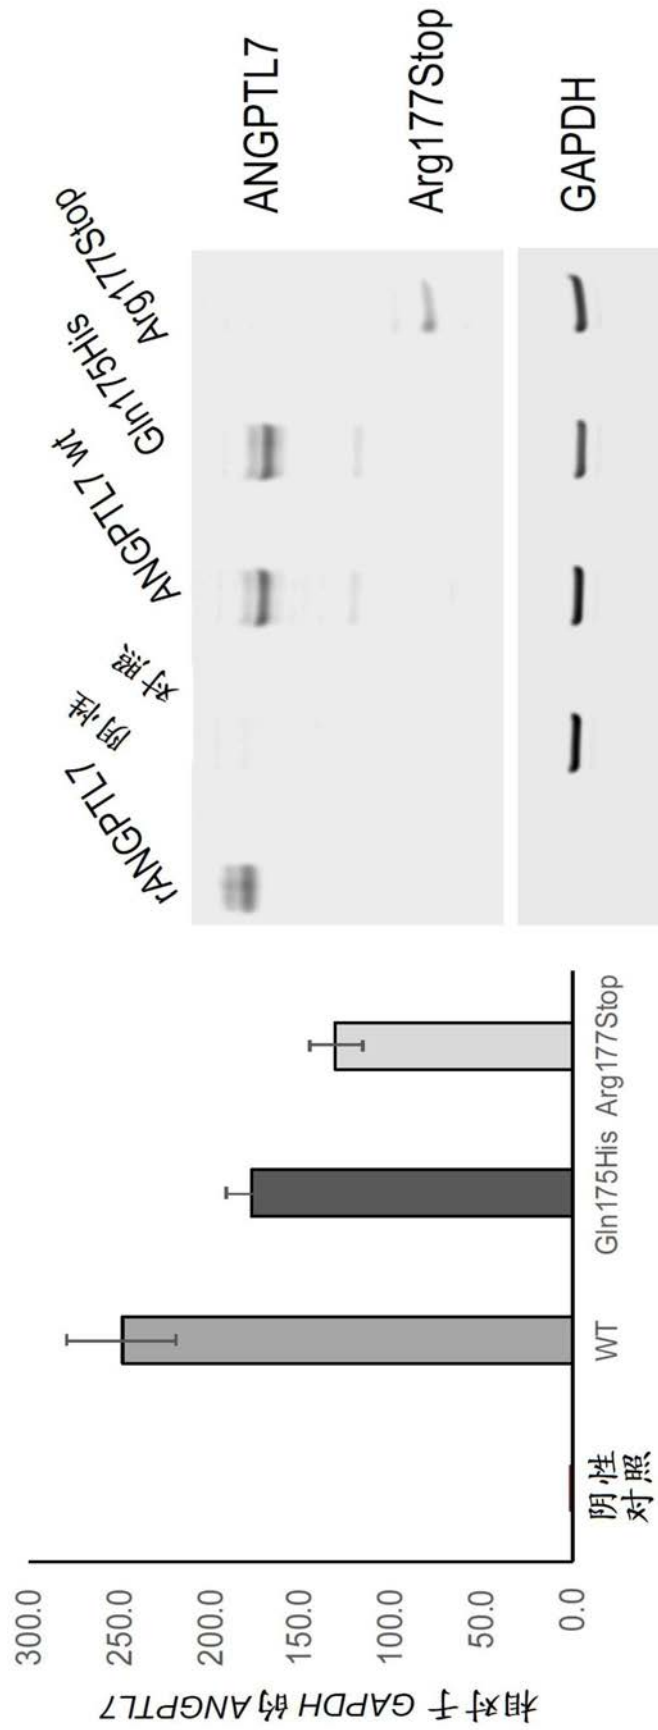 相对于 GAPDH 的 ANGPTL7
300.0
250.0
200.0
150.0
100.0
50.0
0.0
阴性
对照
WT
Gln175His
Arg177Stop
rANGPTL7
阴性
对照
ANGPTL7 wt
Gln175His
Arg177Stop
ANGPTL7
Arg177Stop
GAPDH